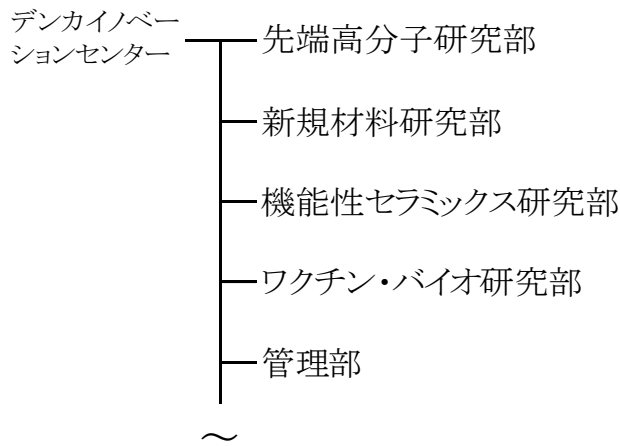 デンカイノベー
ションセンター
先端高分子研究部
新規材料研究部
機能性セラミックス研究部
ワクチン・バイオ研究部
管理部
～